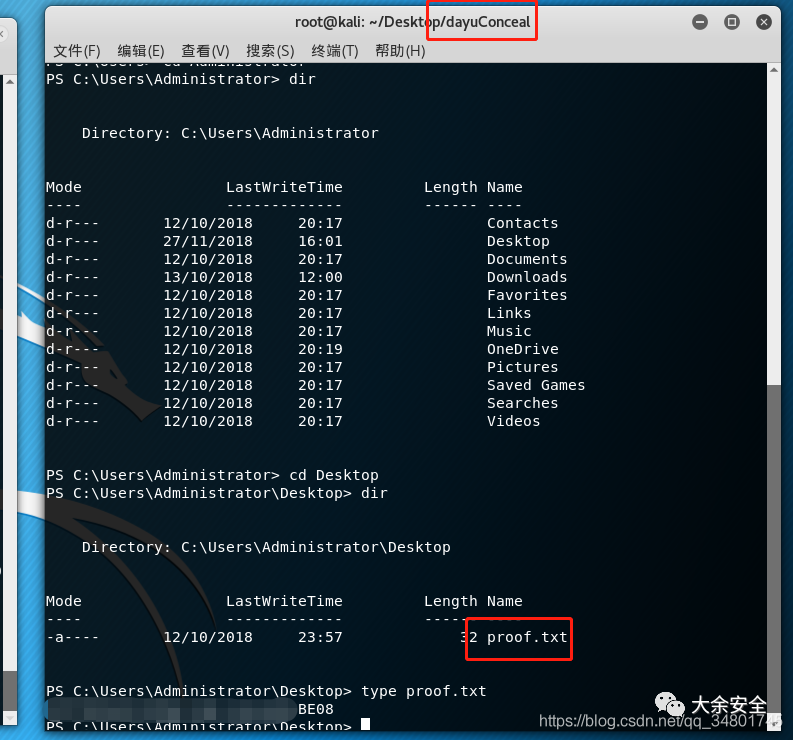 root@kali: ~/Desktop/dayuConceal
文件(F) 编辑(E) 查看(V) 搜索(S) 终端(T) 帮助(H)
PS C:\Users> cd Administrator
PS C:\Users\Administrator> dir
Directory: C:\Users\Administrator
Mode LastWriteTime Length Name
---- ------------- ------ ----
d-r--- 12/10/2018 20:17 Contacts
d-r--- 27/11/2018 16:01 Desktop
d-r--- 12/10/2018 20:17 Documents
d-r--- 13/10/2018 12:00 Downloads
d-r--- 12/10/2018 20:17 Favorites
d-r--- 12/10/2018 20:17 Links
d-r--- 12/10/2018 20:17 Music
d-r--- 12/10/2018 20:19 OneDrive
d-r--- 12/10/2018 20:17 Pictures
d-r--- 12/10/2018 20:17 Saved Games
d-r--- 12/10/2018 20:17 Searches
d-r--- 12/10/2018 20:17 Videos
PS C:\Users\Administrator> cd Desktop
PS C:\Users\Administrator\Desktop> dir
Directory: C:\Users\Administrator\Desktop
Mode LastWriteTime Length Name
---- ------------- ------ ----
-a---- 12/10/2018 23:57 32 proof.txt
PS C:\Users\Administrator\Desktop> type proof.txt
BE08
PS C:\Users\Administrator\Desktop>
大余安全